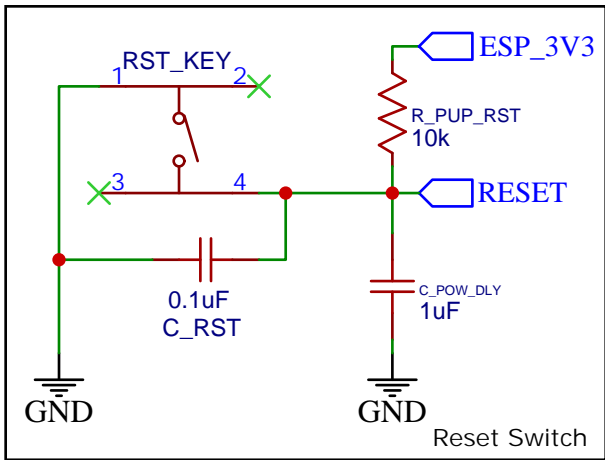 ESP_3V3
RST_KEY
1 2
R_PUP_RST
10k
3 4
RESET
0.1uF
C_RST
C_POW_DLY
1uF
GND
GND
Reset Switch